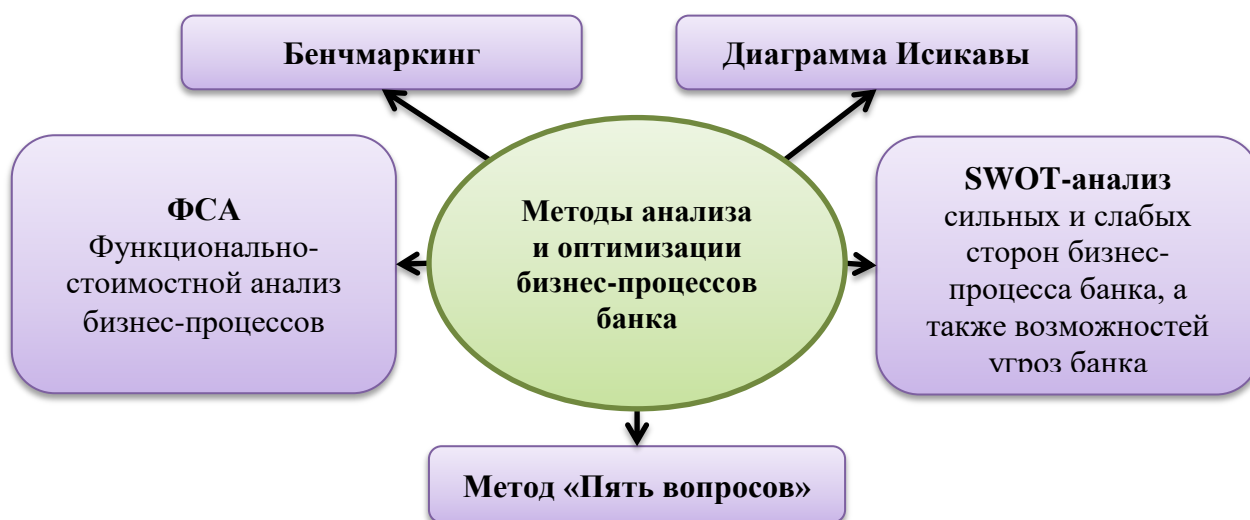 Бенчмаркинг
Диаграмма Исикавы
ФСА
Функционально-
стоимостной анализ
бизнес-процессов
Методы анализа
и оптимизации
бизнес-процессов
банка
SWOT-анализ
сильных и слабых
сторон бизнес-
процесса банка, а
также возможностей
угроз банка
Метод «Пять вопросов»